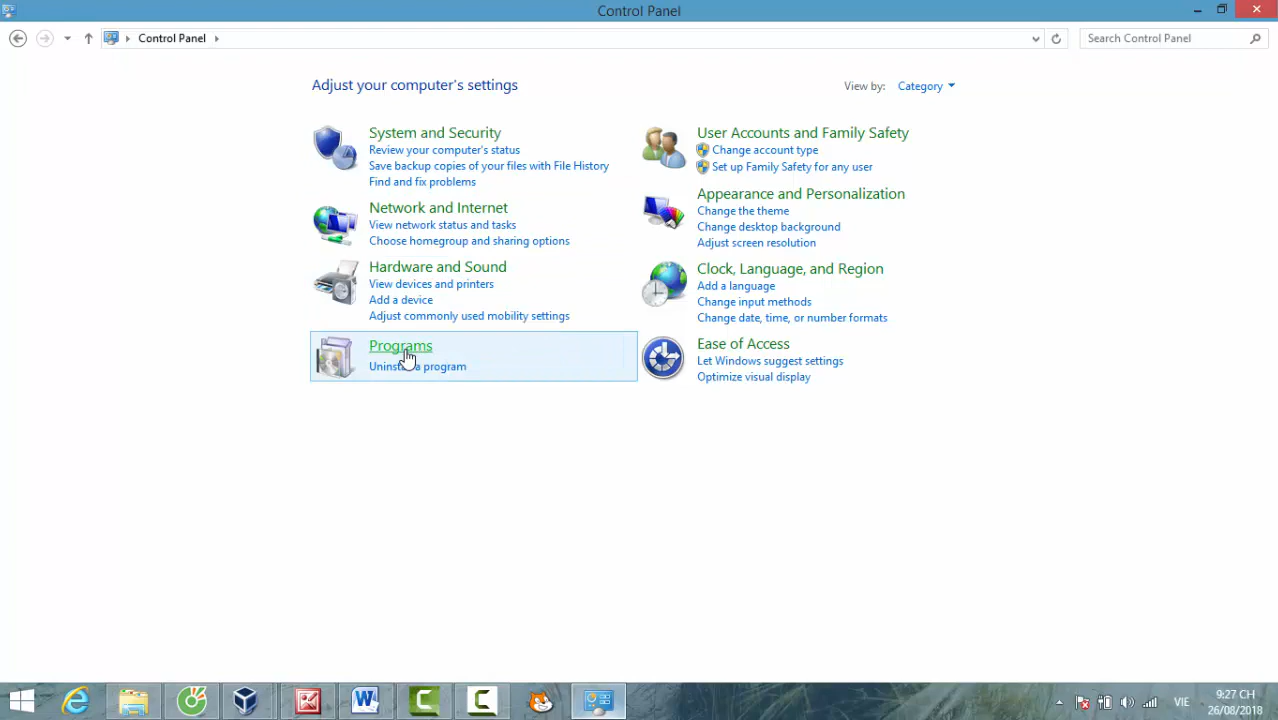 Control Panel
Control Panel
Search Control Panel
Adjust your computer's settings
View by: Category
System and Security
Review your computer's status
Save backup copies of your files with File History
Find and fix problems
Network and Internet
View network status and tasks
Choose homegroup and sharing options
Hardware and Sound
View devices and printers
Add a device
Adjust commonly used mobility settings
Programs
Uninstall a program
User Accounts and Family Safety
Change account type
Set up Family Safety for any user
Appearance and Personalization
Change the theme
Change desktop background
Adjust screen resolution
Clock, Language, and Region
Add a language
Change input methods
Change date, time, or number formats
Ease of Access
Let Windows suggest settings
Optimize visual display
VIE
9:27 CH
26/08/2018